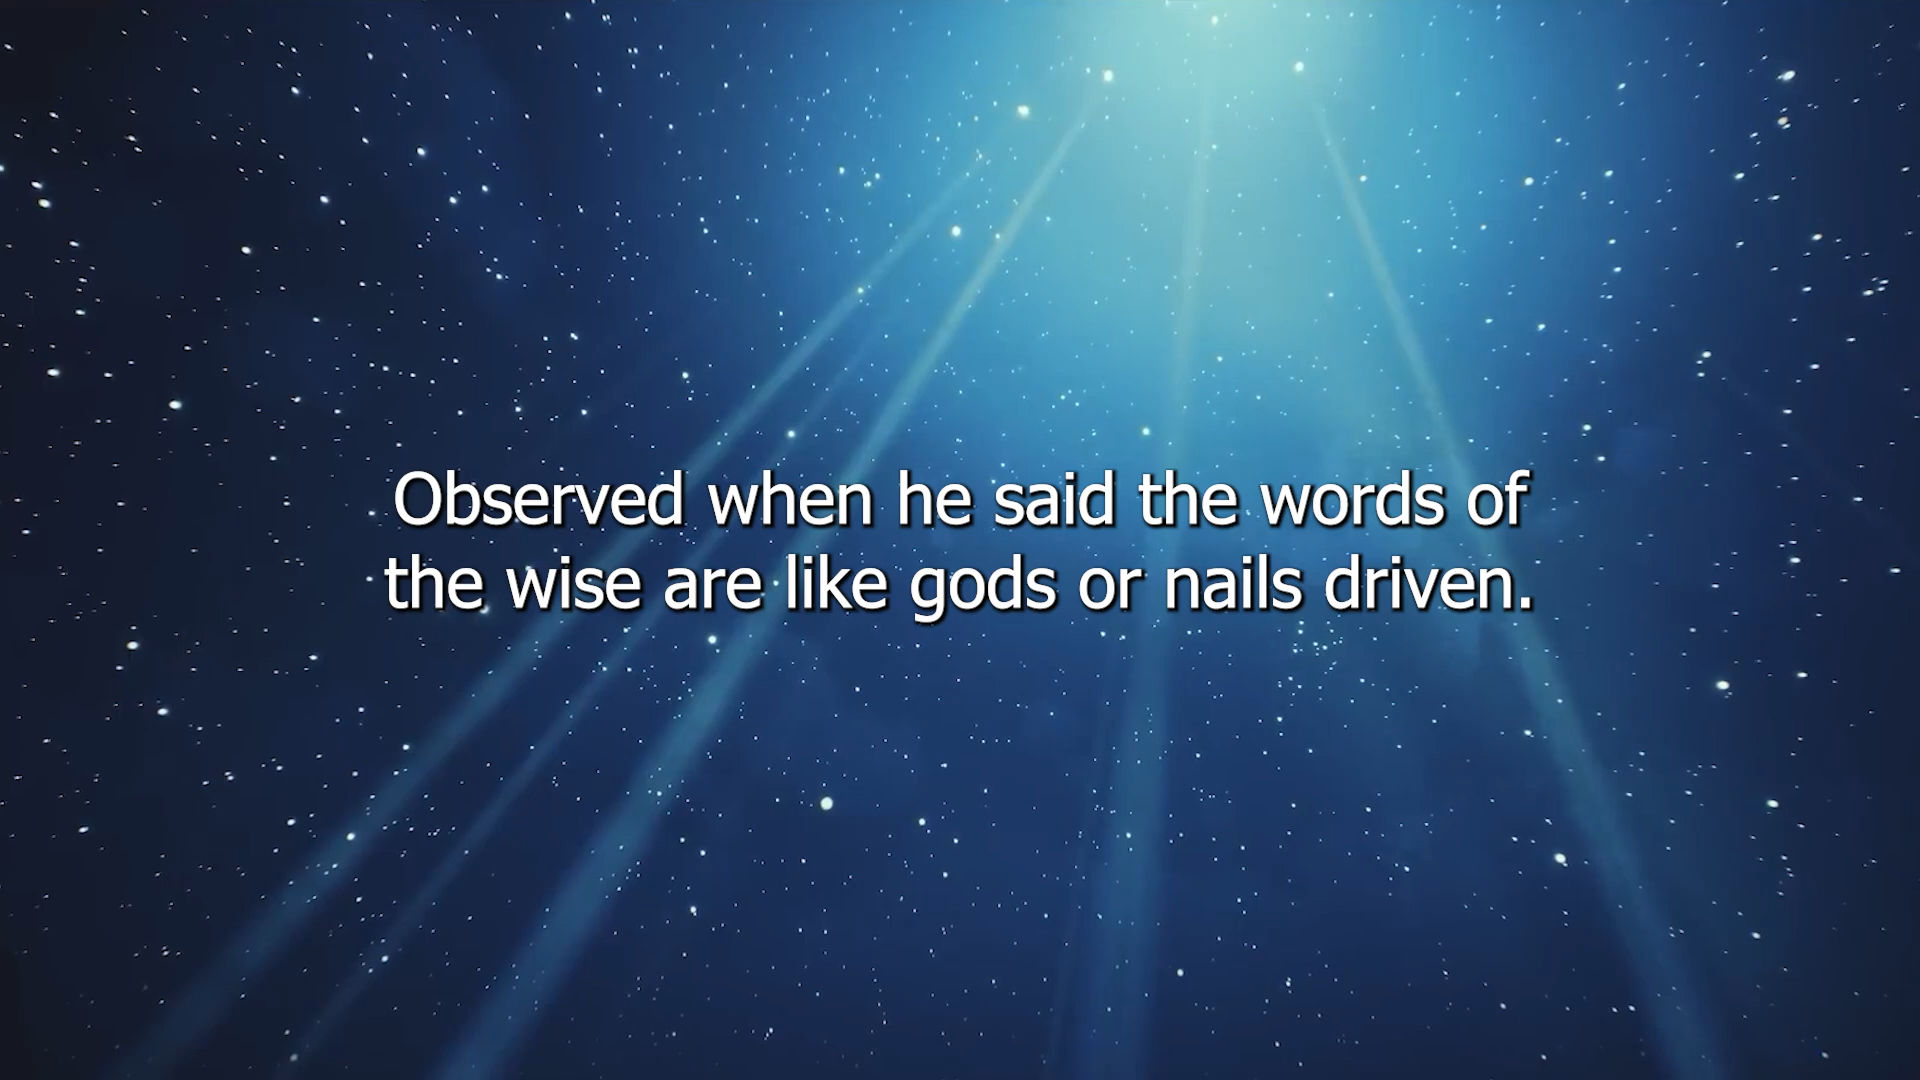 Observed when he said the words of
the wise are like gods or nails driven.